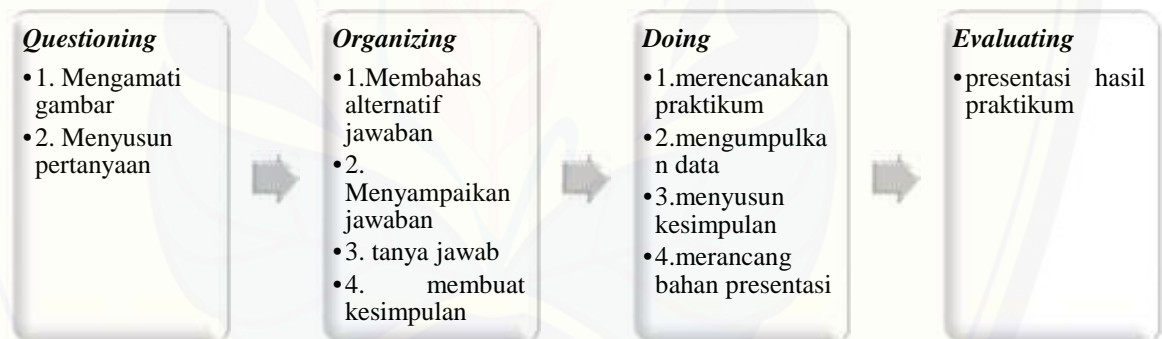 Questioning
•1. Mengamati
gambar
•2. Menyusun
pertanyaan
Organizing
•1.Membahas
alternatif
jawaban
•2.
Menyampaikan
jawaban
•3. tanya jawab
•4. membuat
kesimpulan
Doing
•1.merencanakan
praktikum
•2.mengumpulka
n data
•3.menyusun
kesimpulan
•4.merancang
bahan presentasi
Evaluating
•presentasi hasil
praktikum